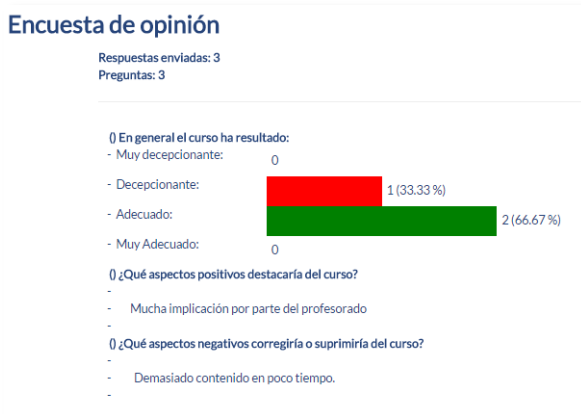 Encuesta de opinión
Respuestas enviadas: 3
Preguntas: 3
() En general el curso ha resultado:
- Muy decepcionante: 0
- Decepcionante: 1 (33.33 %)
- Adecuado: 2 (66.67 %)
- Muy Adecuado: 0
() ¿Qué aspectos positivos destacaría del curso?
-
- Mucha implicación por parte del profesorado
-
() ¿Qué aspectos negativos corregiría o suprimiría del curso?
-
- Demasiado contenido en poco tiempo.
-